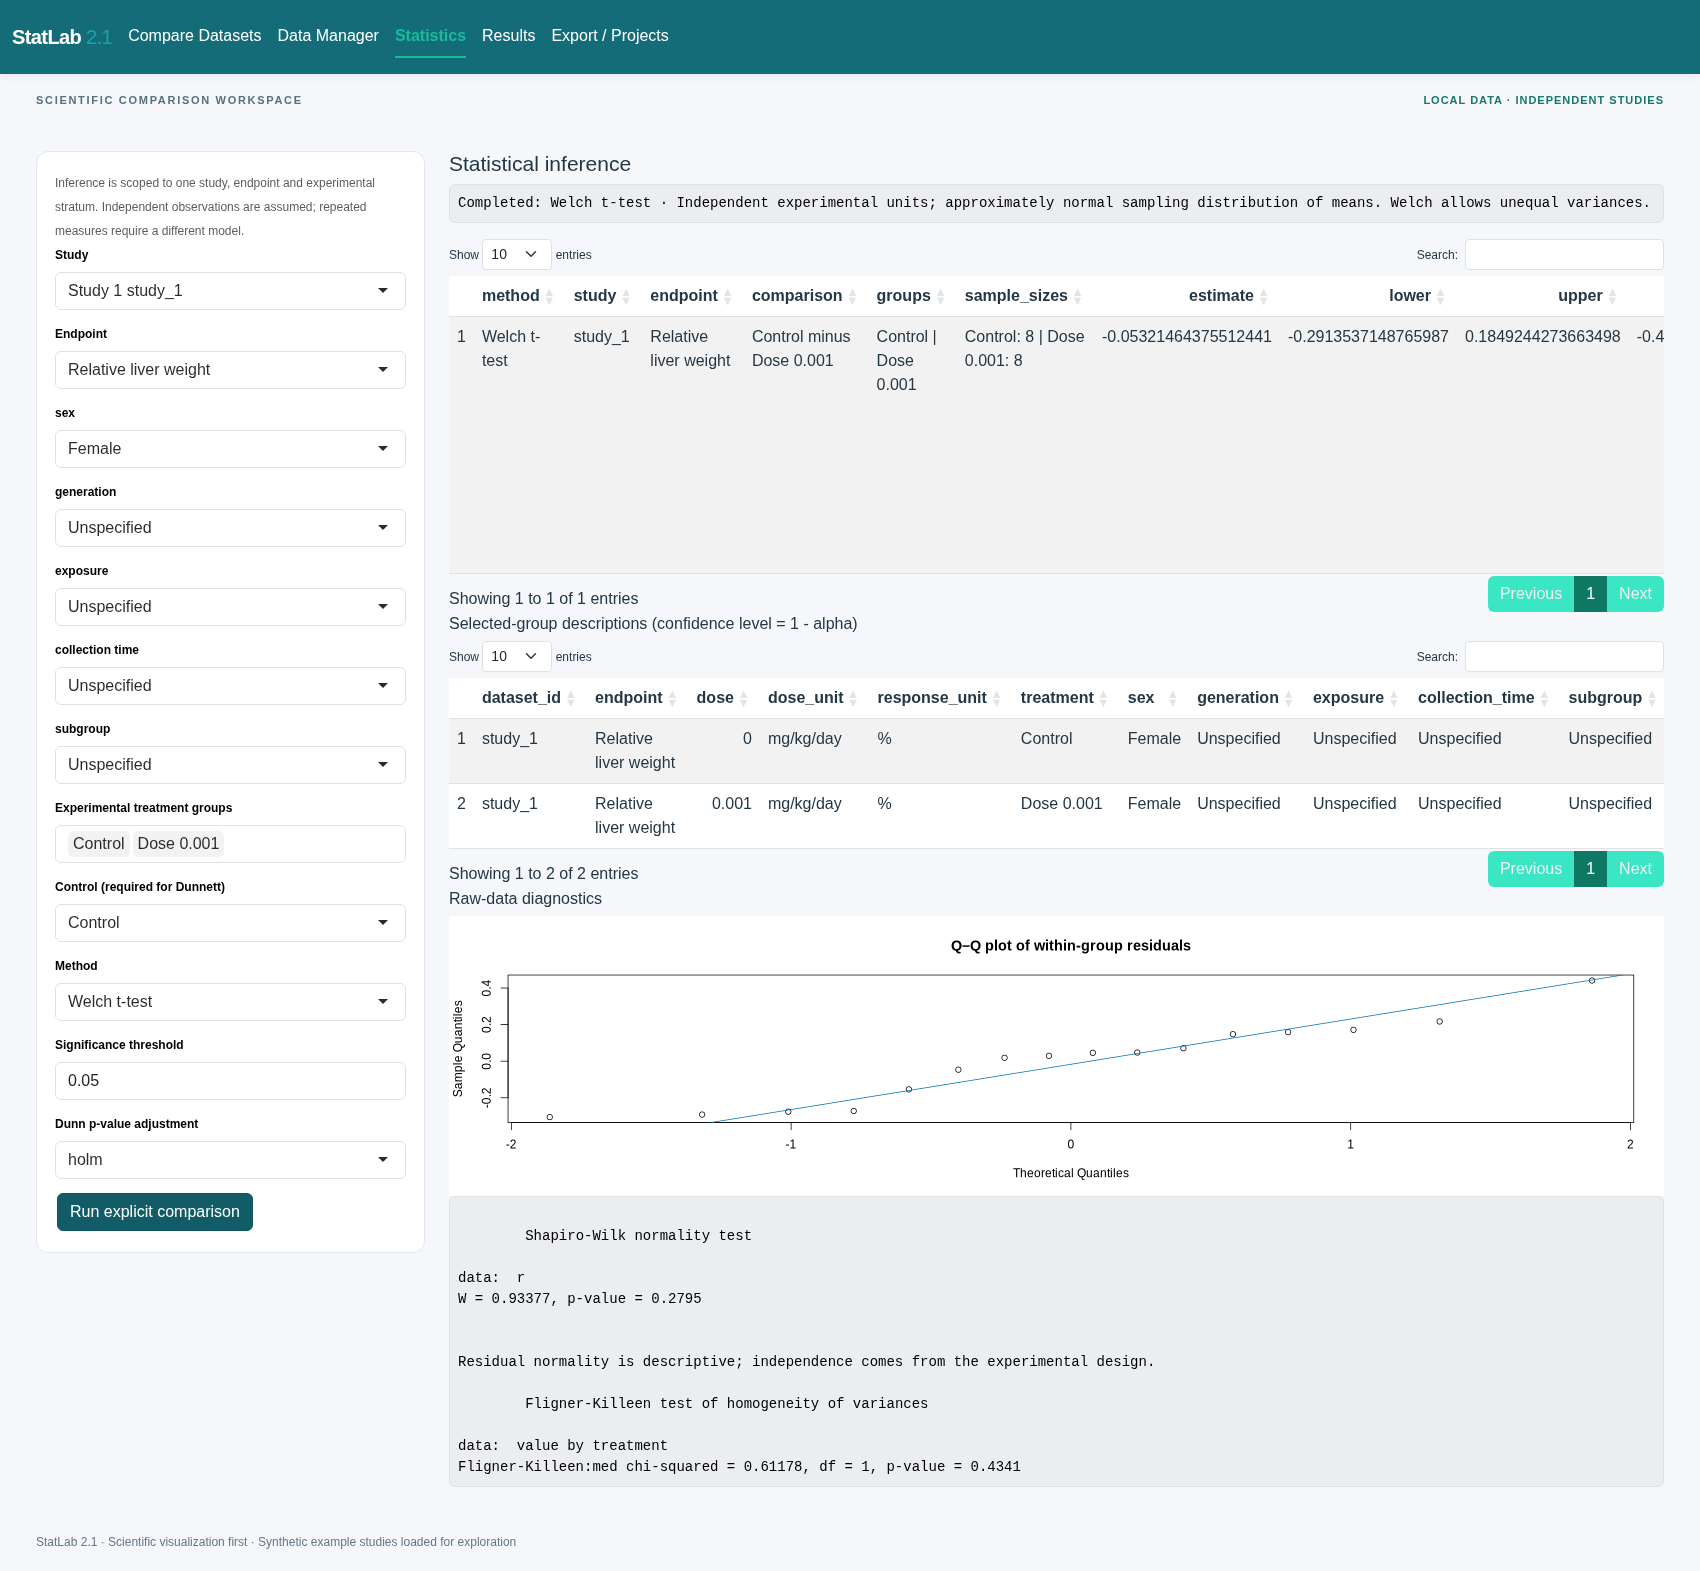 StatLab 2.1 Compare Datasets Data Manager Statistics Results Export / Projects
SCIENTIFIC COMPARISON WORKSPACE
LOCAL DATA · INDEPENDENT STUDIES
Inference is scoped to one study, endpoint and experimental
stratum. Independent observations are assumed; repeated
measures require a different model.
Study
Study 1 study_1
Endpoint
Relative liver weight
sex
Female
generation
Unspecified
exposure
Unspecified
collection time
Unspecified
subgroup
Unspecified
Experimental treatment groups
Control Dose 0.001
Control (required for Dunnett)
Control
Method
Welch t-test
Significance threshold
0.05
Dunn p-value adjustment
holm
Run explicit comparison
Statistical inference
Completed: Welch t-test · Independent experimental units; approximately normal sampling distribution of means. Welch allows unequal variances.
Show 10 entries
Search:
method study endpoint comparison groups sample_sizes estimate lower upper
1 Welch t- study_1 Relative Control minus Control | Control: 8 | Dose -0.05321464375512441 -0.2913537148765987 0.1849244273663498 -0.4
test liver weight Dose 0.001 Dose 0.001: 8
0.001
Showing 1 to 1 of 1 entries
Previous 1 Next
Selected-group descriptions (confidence level = 1 - alpha)
Show 10 entries
Search:
dataset_id endpoint dose dose_unit response_unit treatment sex generation exposure collection_time subgroup
1 study_1 Relative 0 mg/kg/day % Control Female Unspecified Unspecified Unspecified Unspecified
liver weight
2 study_1 Relative 0.001 mg/kg/day % Dose 0.001 Female Unspecified Unspecified Unspecified Unspecified
liver weight
Showing 1 to 2 of 2 entries
Previous 1 Next
Raw-data diagnostics
Q–Q plot of within-group residuals
Sample Quantiles
0.4
0.2
0.0
-0.2
-2 -1 0 1 2
Theoretical Quantiles
Shapiro-Wilk normality test
data: r
W = 0.93377, p-value = 0.2795
Residual normality is descriptive; independence comes from the experimental design.
Fligner-Killeen test of homogeneity of variances
data: value by treatment
Fligner-Killeen:med chi-squared = 0.61178, df = 1, p-value = 0.4341
StatLab 2.1 · Scientific visualization first · Synthetic example studies loaded for exploration